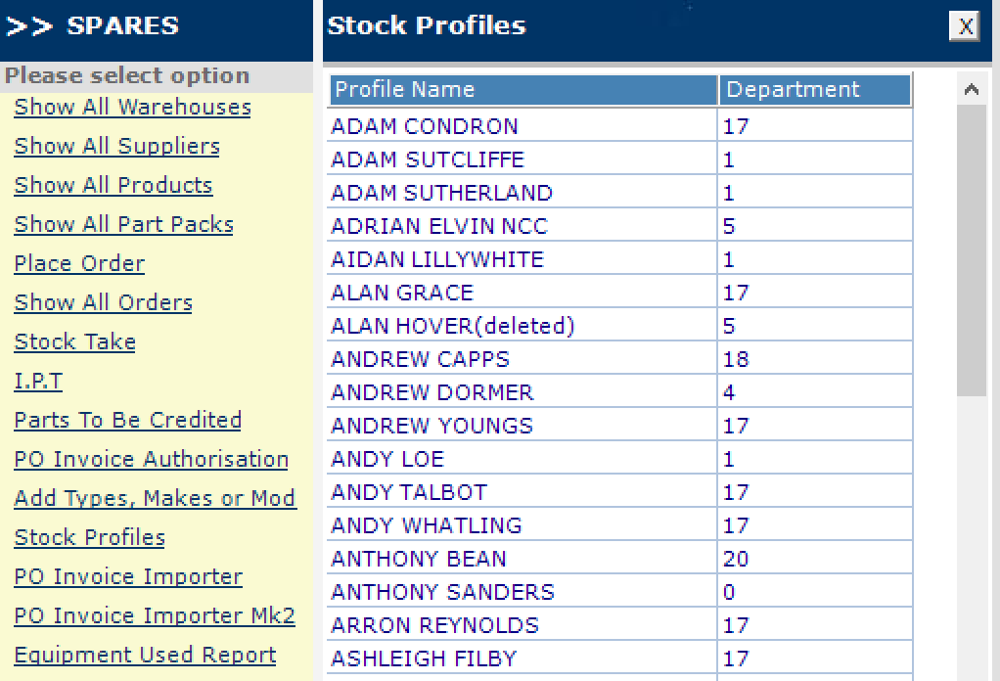 >> SPARES
Please select option
Show All Warehouses
Show All Suppliers
Show All Products
Show All Part Packs
Place Order
Show All Orders
Stock Take
I.P.T
Parts To Be Credited
PO Invoice Authorisation
Add Types, Makes or Mod
Stock Profiles
PO Invoice Importer
PO Invoice Importer Mk2
Equipment Used Report
Stock Profiles X
Profile Name Department
ADAM CONDRON 17
ADAM SUTCLIFFE 1
ADAM SUTHERLAND 1
ADRIAN ELVIN NCC 5
AIDAN LILLYWHITE 1
ALAN GRACE 17
ALAN HOVER(deleted) 5
ANDREW CAPPS 18
ANDREW DORMER 4
ANDREW YOUNGS 17
ANDY LOE 1
ANDY TALBOT 17
ANDY WHATLING 17
ANTHONY BEAN 20
ANTHONY SANDERS 0
ARRON REYNOLDS 17
ASHLEIGH FILBY 17